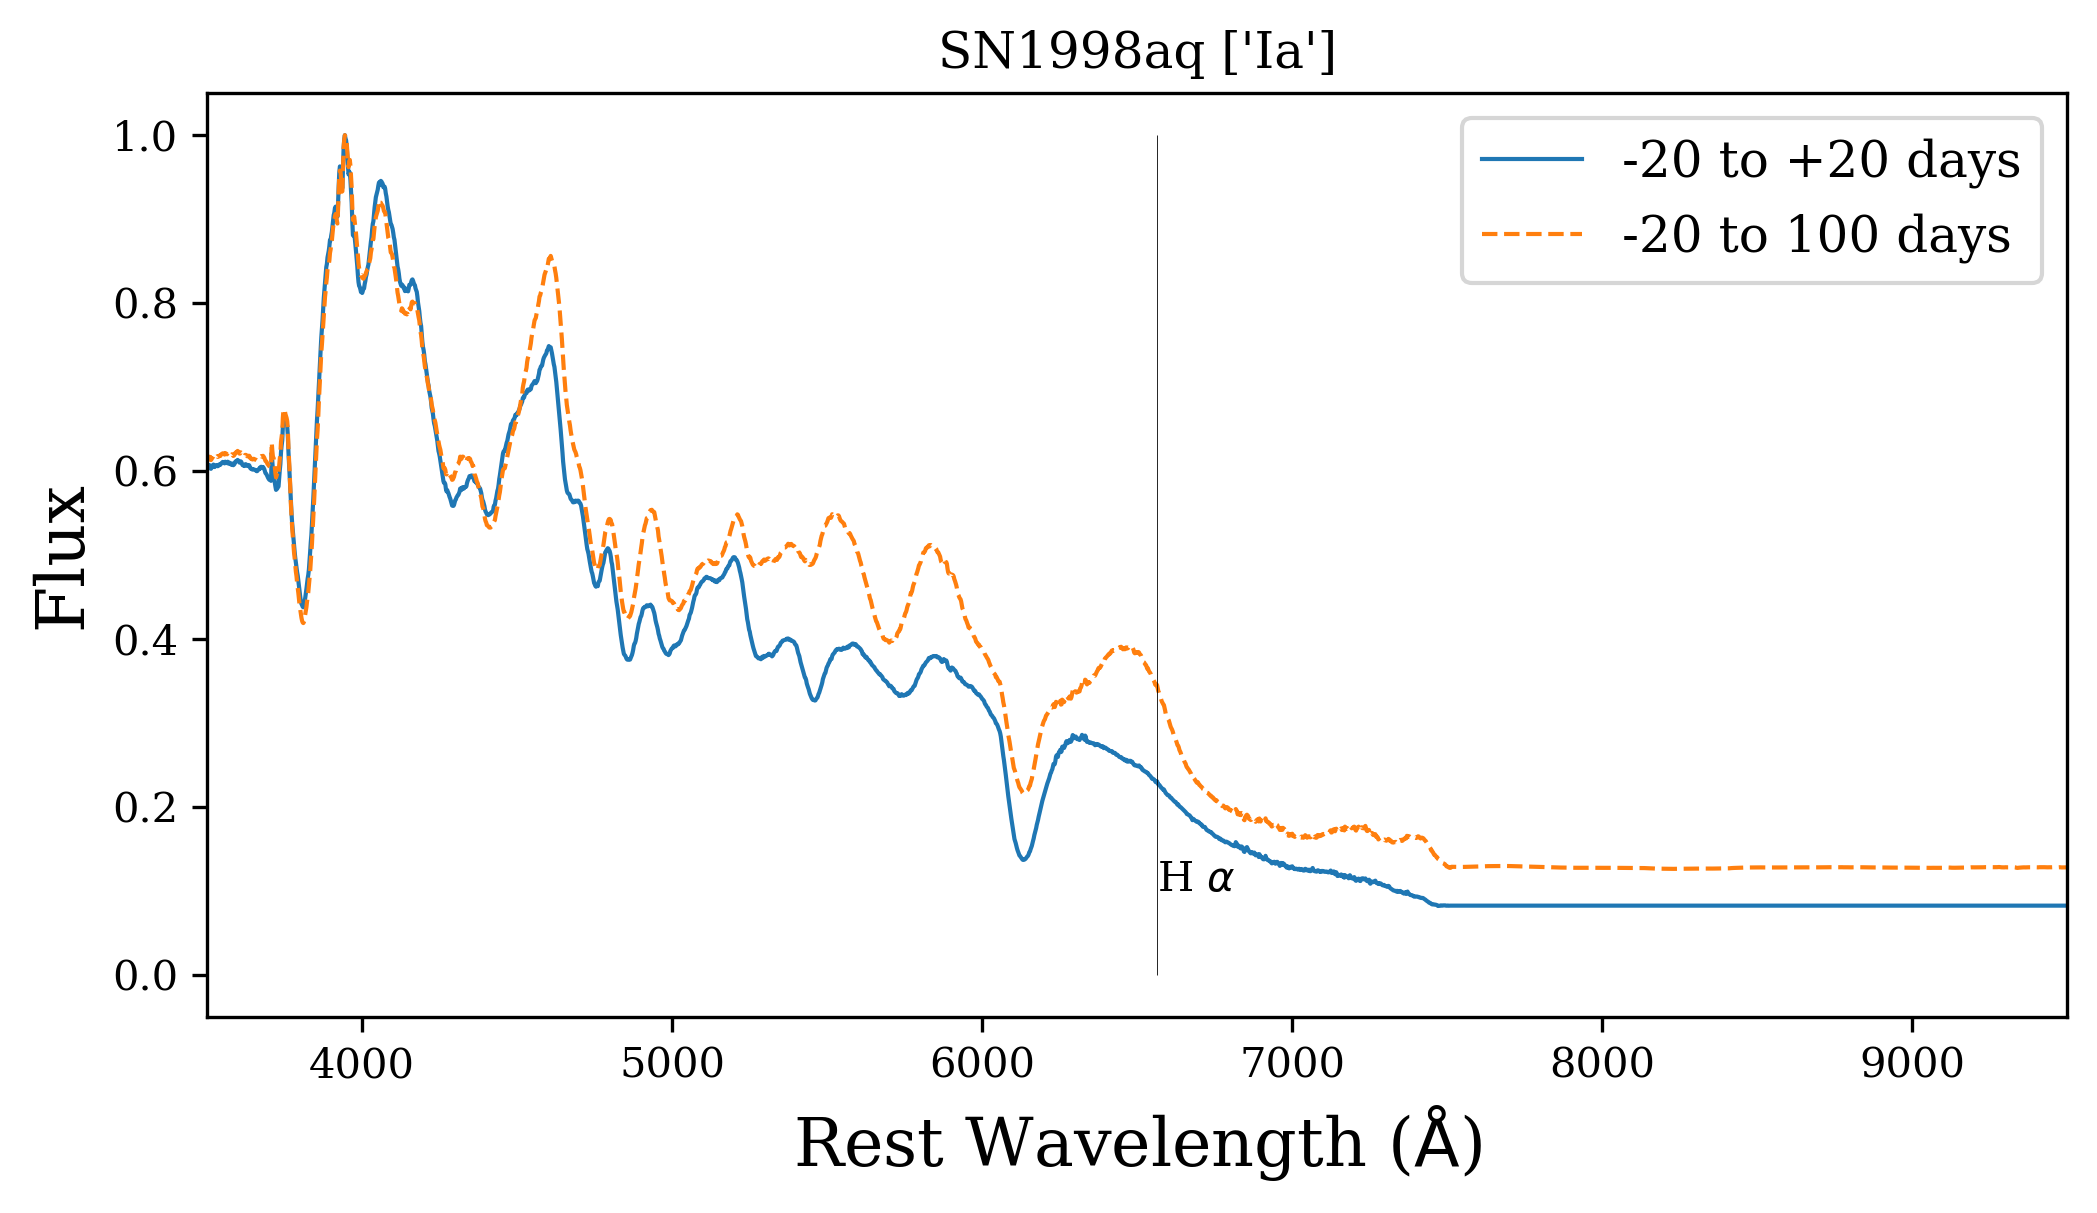 SN1998aq ['Ia']
-20 to +20 days
-20 to 100 days
Flux
1.0
0.8
0.6
0.4
0.2
0.0
H α
4000 5000 6000 7000 8000 9000
Rest Wavelength (Å)